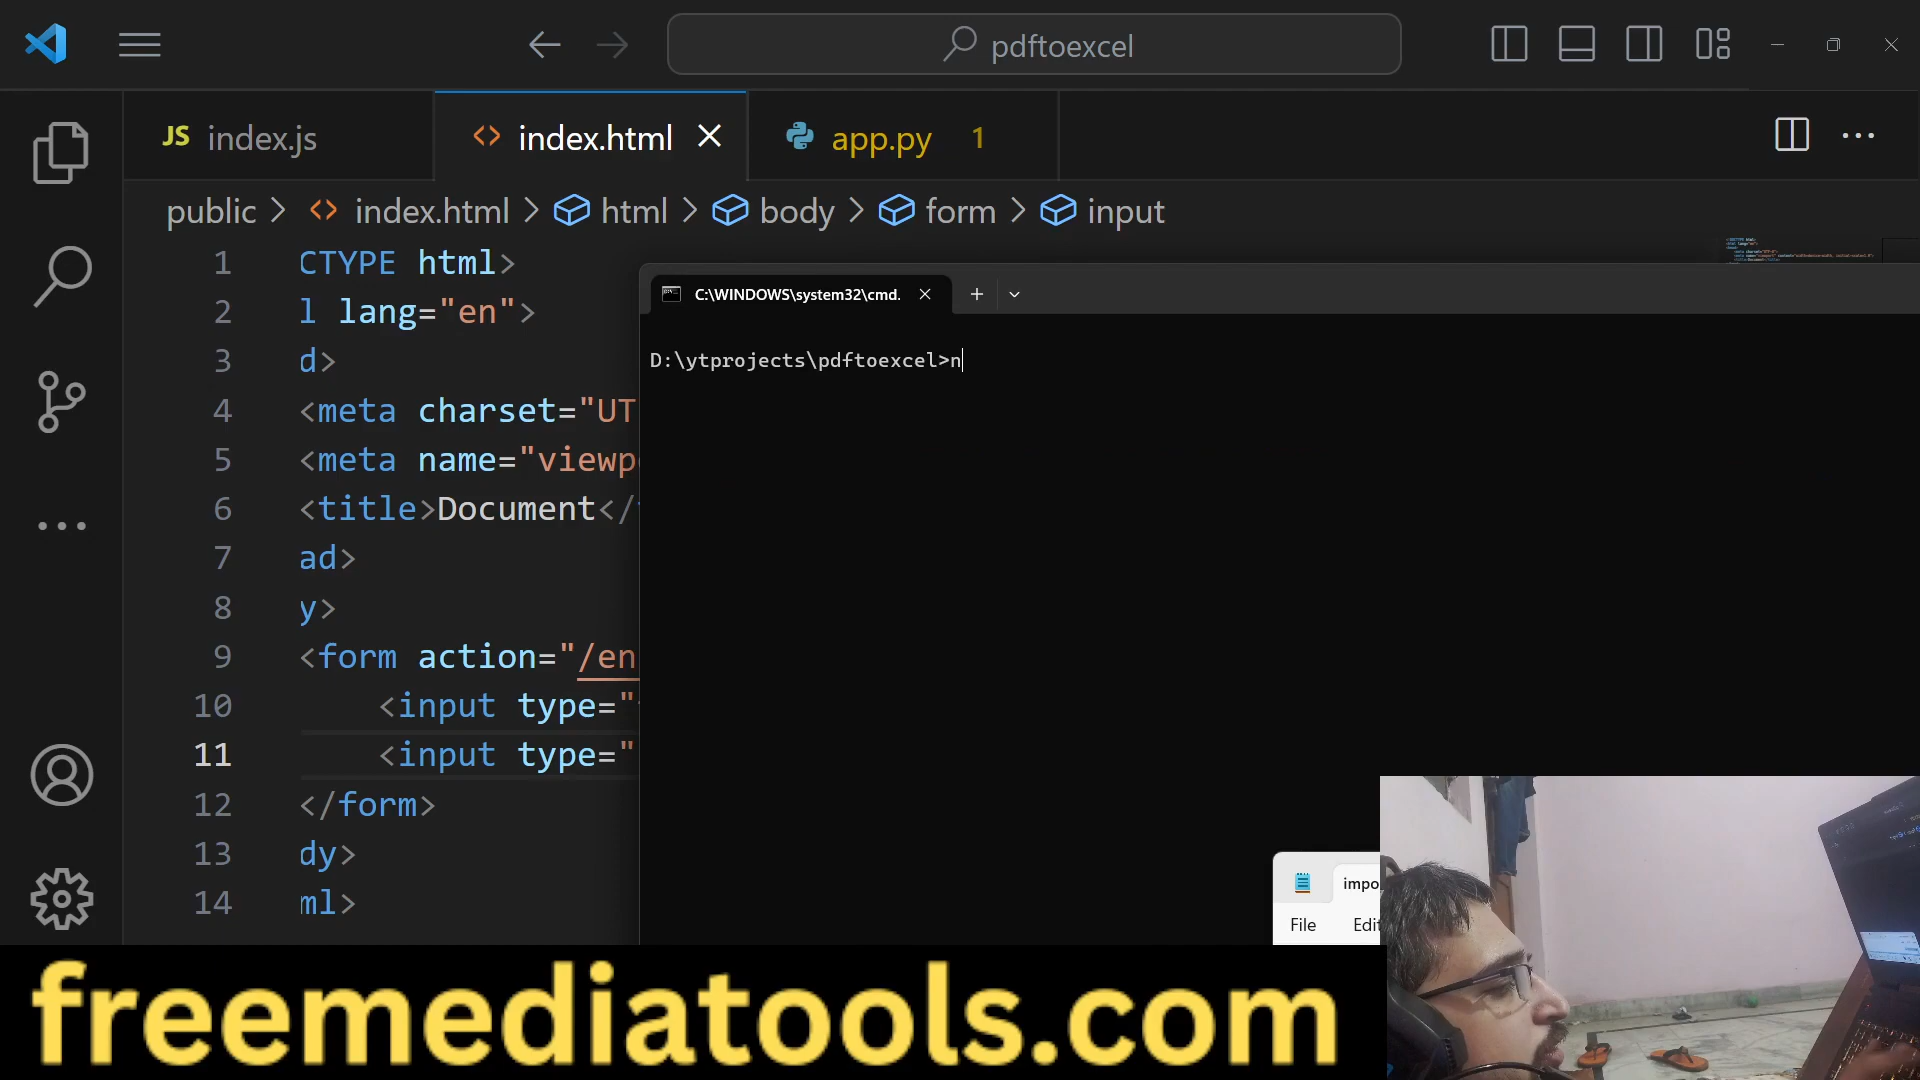 pdftoexcel
JS index.js
<> index.html
app.py 1
public > <> index.html > html > body > form > input
1 CTYPE html>
2 l lang="en">
3 d>
4 <meta charset="UT
5 <meta name="viewp
6 <title>Document</
7 ad>
8 y>
9 <form action="/en
10 <input type="
11 <input type="
12 </form>
13 dy>
14 ml>
C:\WINDOWS\system32\cmd.
D:\ytprojects\pdftoexcel>n
impo
File Edit
freemediatools.com